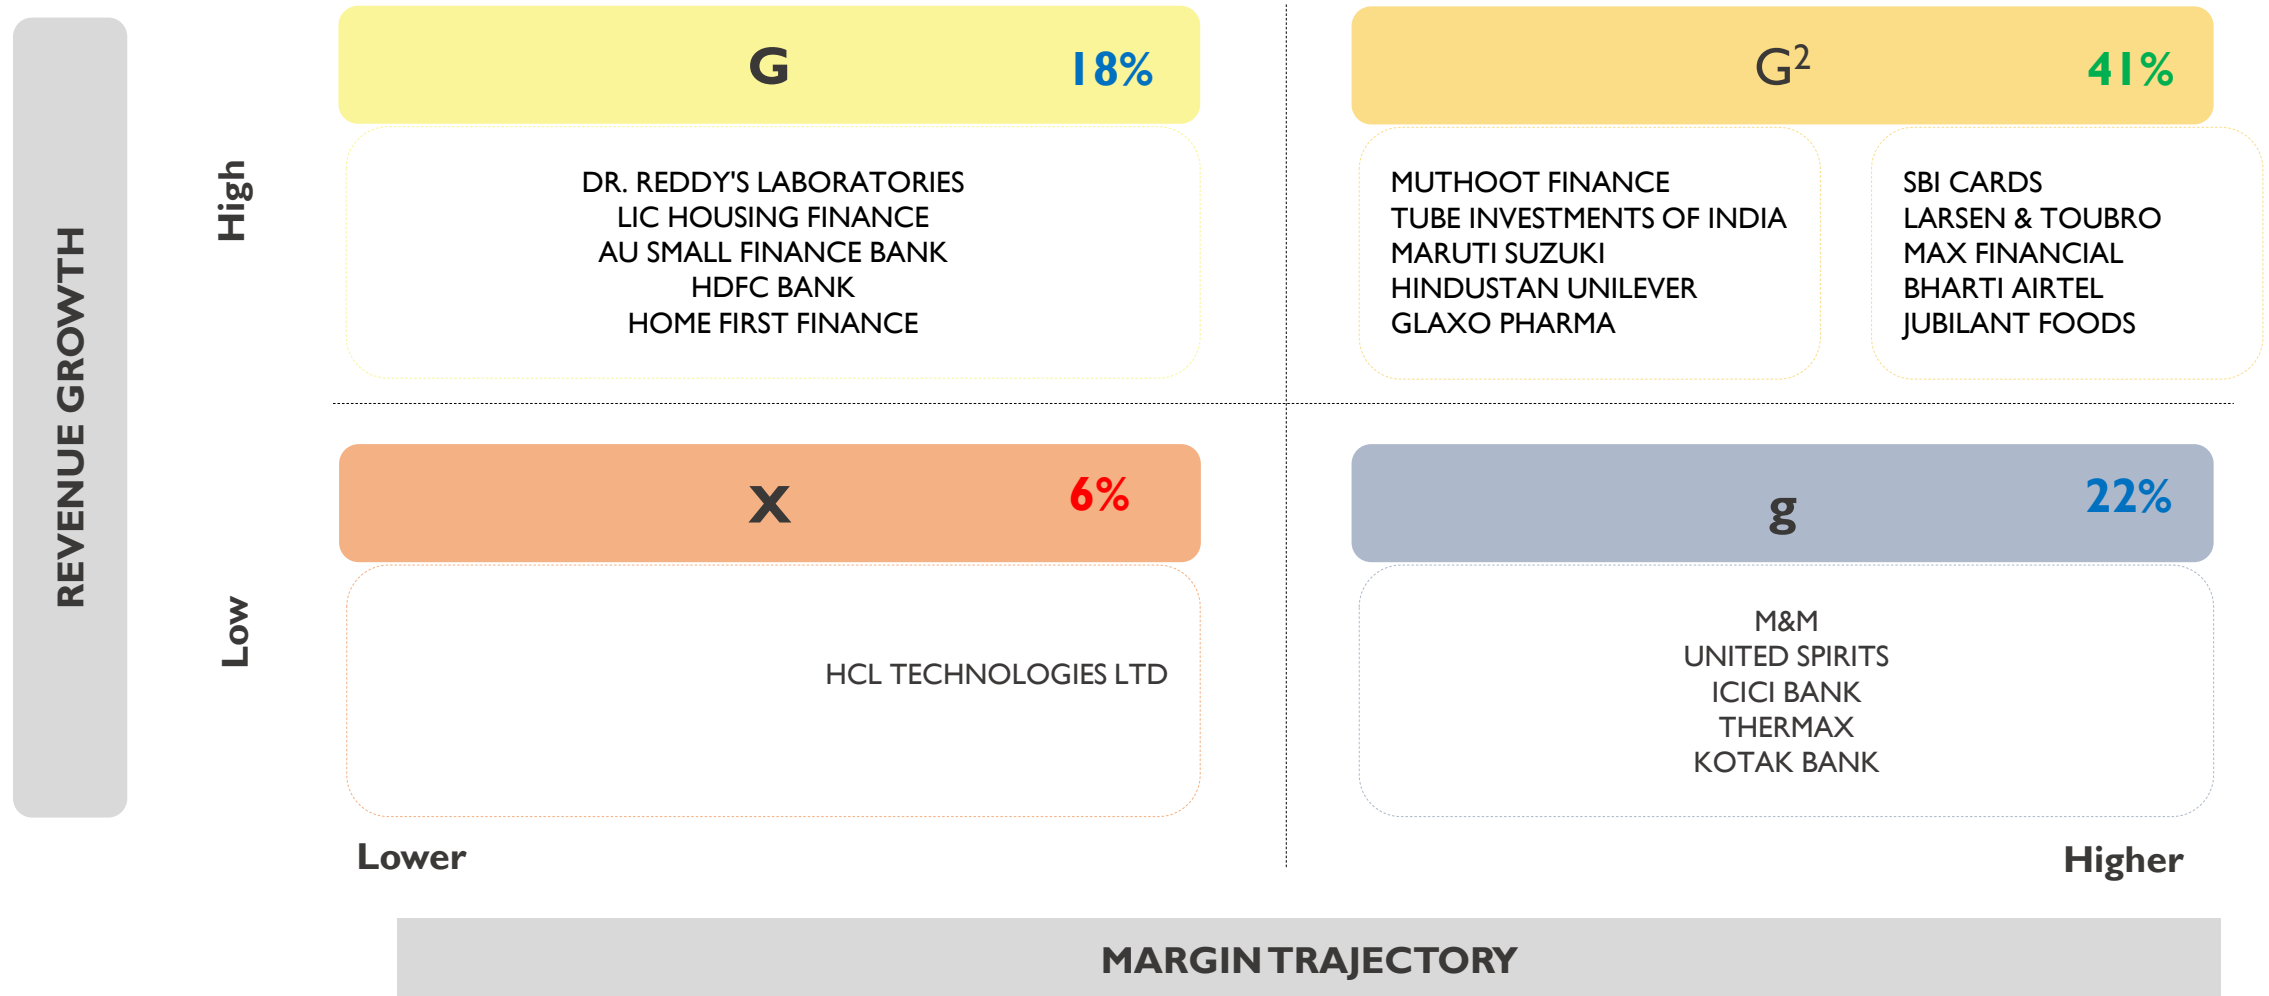 REVENUE GROWTH
High
G 18%
DR. REDDY'S LABORATORIES
LIC HOUSING FINANCE
AU SMALL FINANCE BANK
HDFC BANK
HOME FIRST FINANCE
G² 41%
MUTHOOT FINANCE
TUBE INVESTMENTS OF INDIA
MARUTI SUZUKI
HINDUSTAN UNILEVER
GLAXO PHARMA
SBI CARDS
LARSEN & TOUBRO
MAX FINANCIAL
BHARTI AIRTEL
JUBILANT FOODS
Low
X 6%
HCL TECHNOLOGIES LTD
g 22%
M&M
UNITED SPIRITS
ICICI BANK
THERMAX
KOTAK BANK
Lower
Higher
MARGIN TRAJECTORY